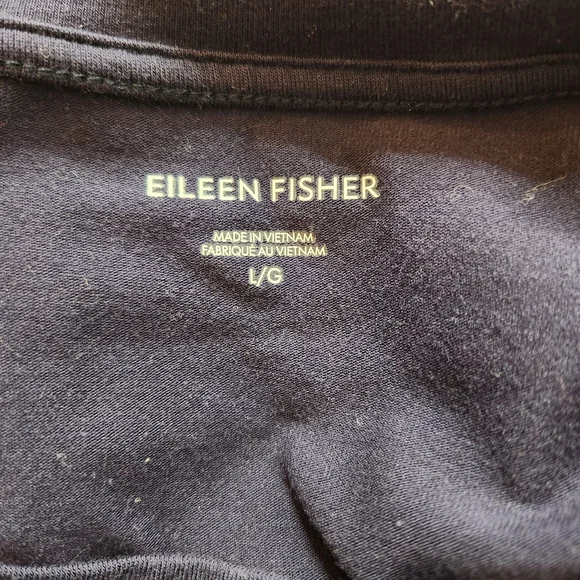 EILEEN FISHER
MADE IN VIETNAM
FABRIQUÉ AU VIETNAM
L/G